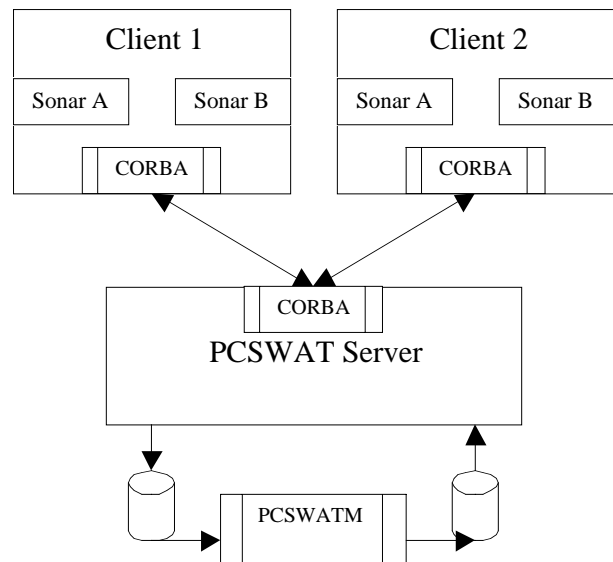 Client 1
Client 2
Sonar A
Sonar B
Sonar A
Sonar B
CORBA
CORBA
CORBA
PCSWAT Server
PCSWATM